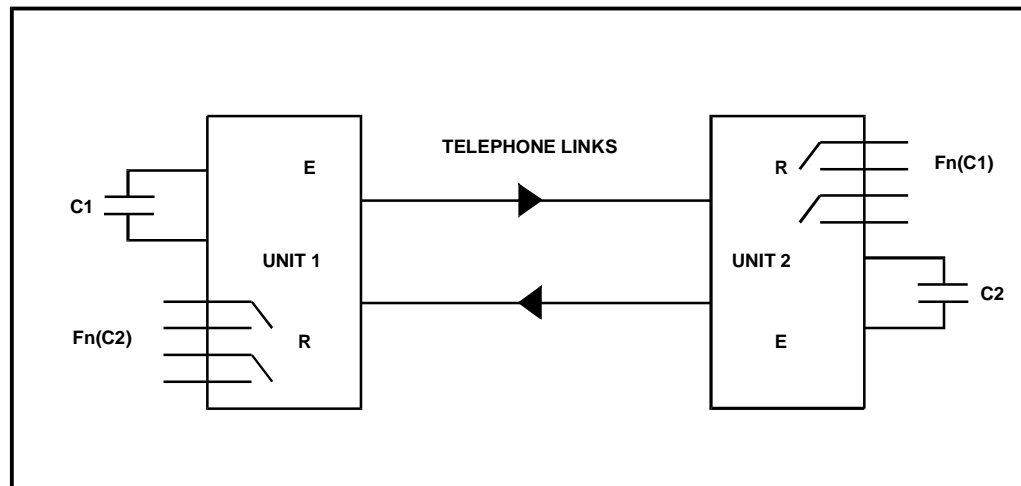 TELEPHONE LINKS
E
R
Fn(C1)
C1
UNIT 1
UNIT 2
C2
Fn(C2)
R
E